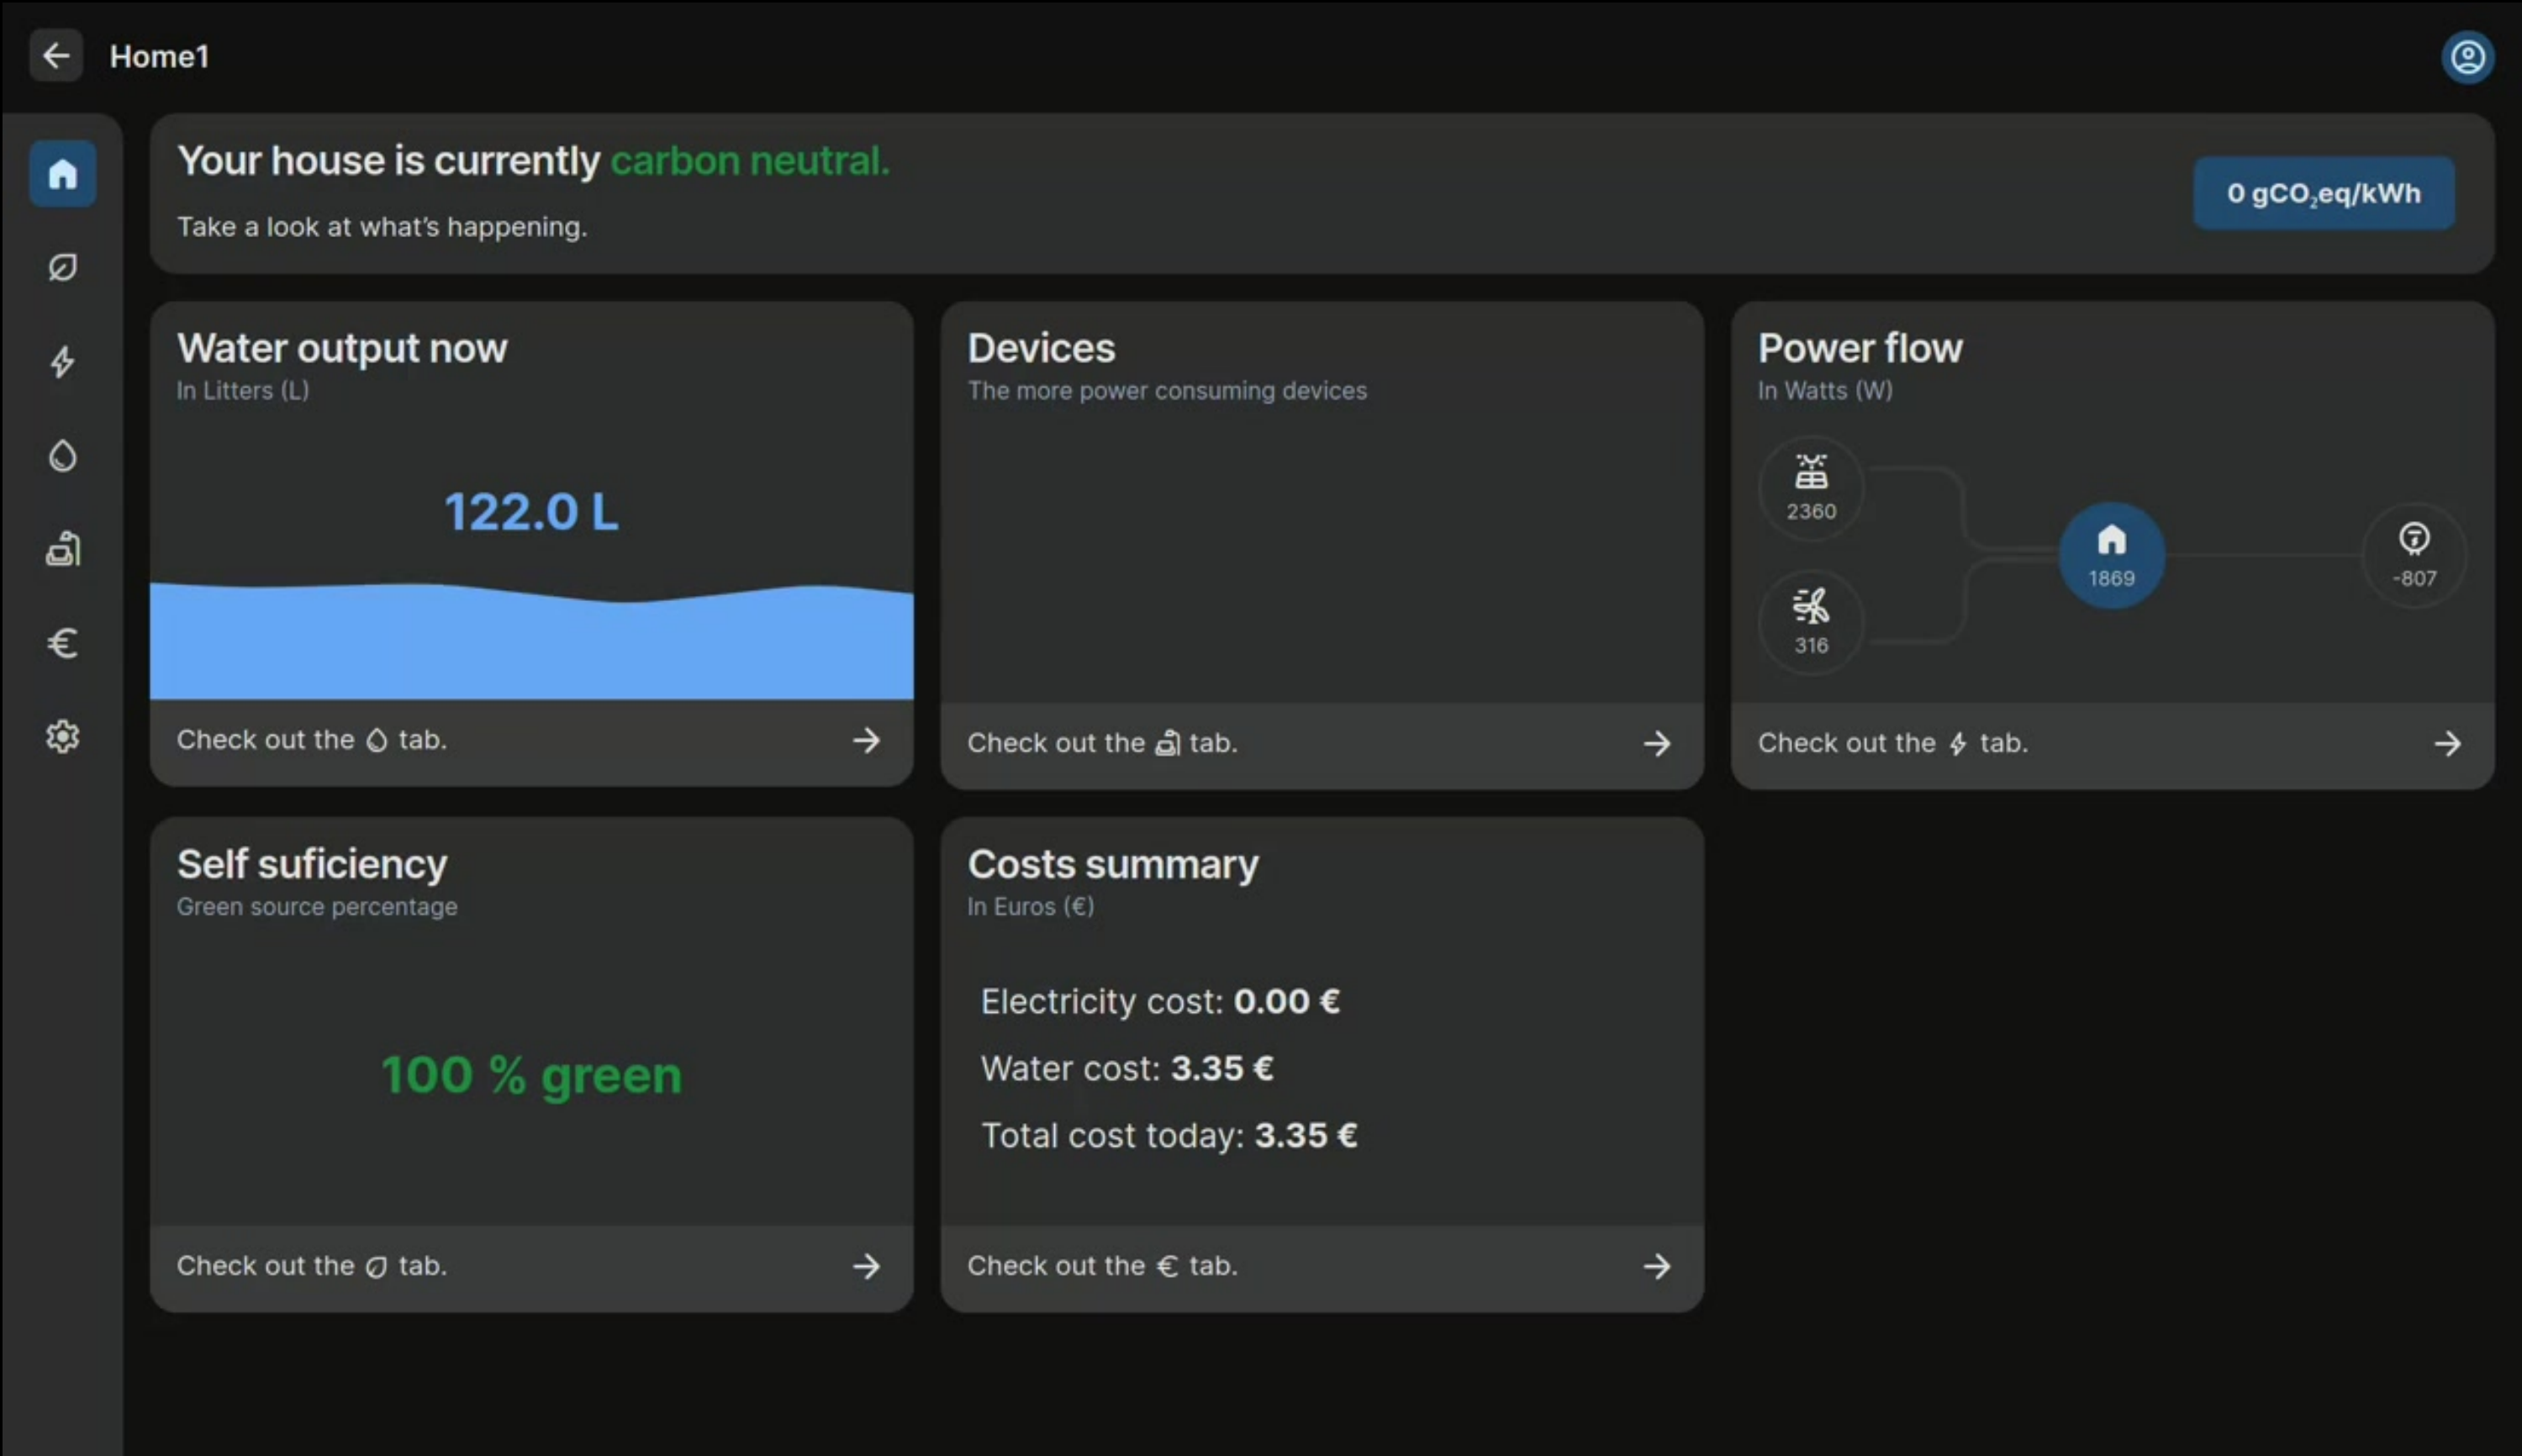 Home1
Your house is currently carbon neutral.
Take a look at what's happening.
0 gCO₂eq/kWh
Water output now
In Litters (L)
122.0 L
Check out the tab.
Devices
The more power consuming devices
Check out the tab.
Power flow
In Watts (W)
2360
316
1869
-807
Check out the tab.
Self suficiency
Green source percentage
100 % green
Check out the tab.
Costs summary
In Euros (€)
Electricity cost: 0.00 €
Water cost: 3.35 €
Total cost today: 3.35 €
Check out the € tab.